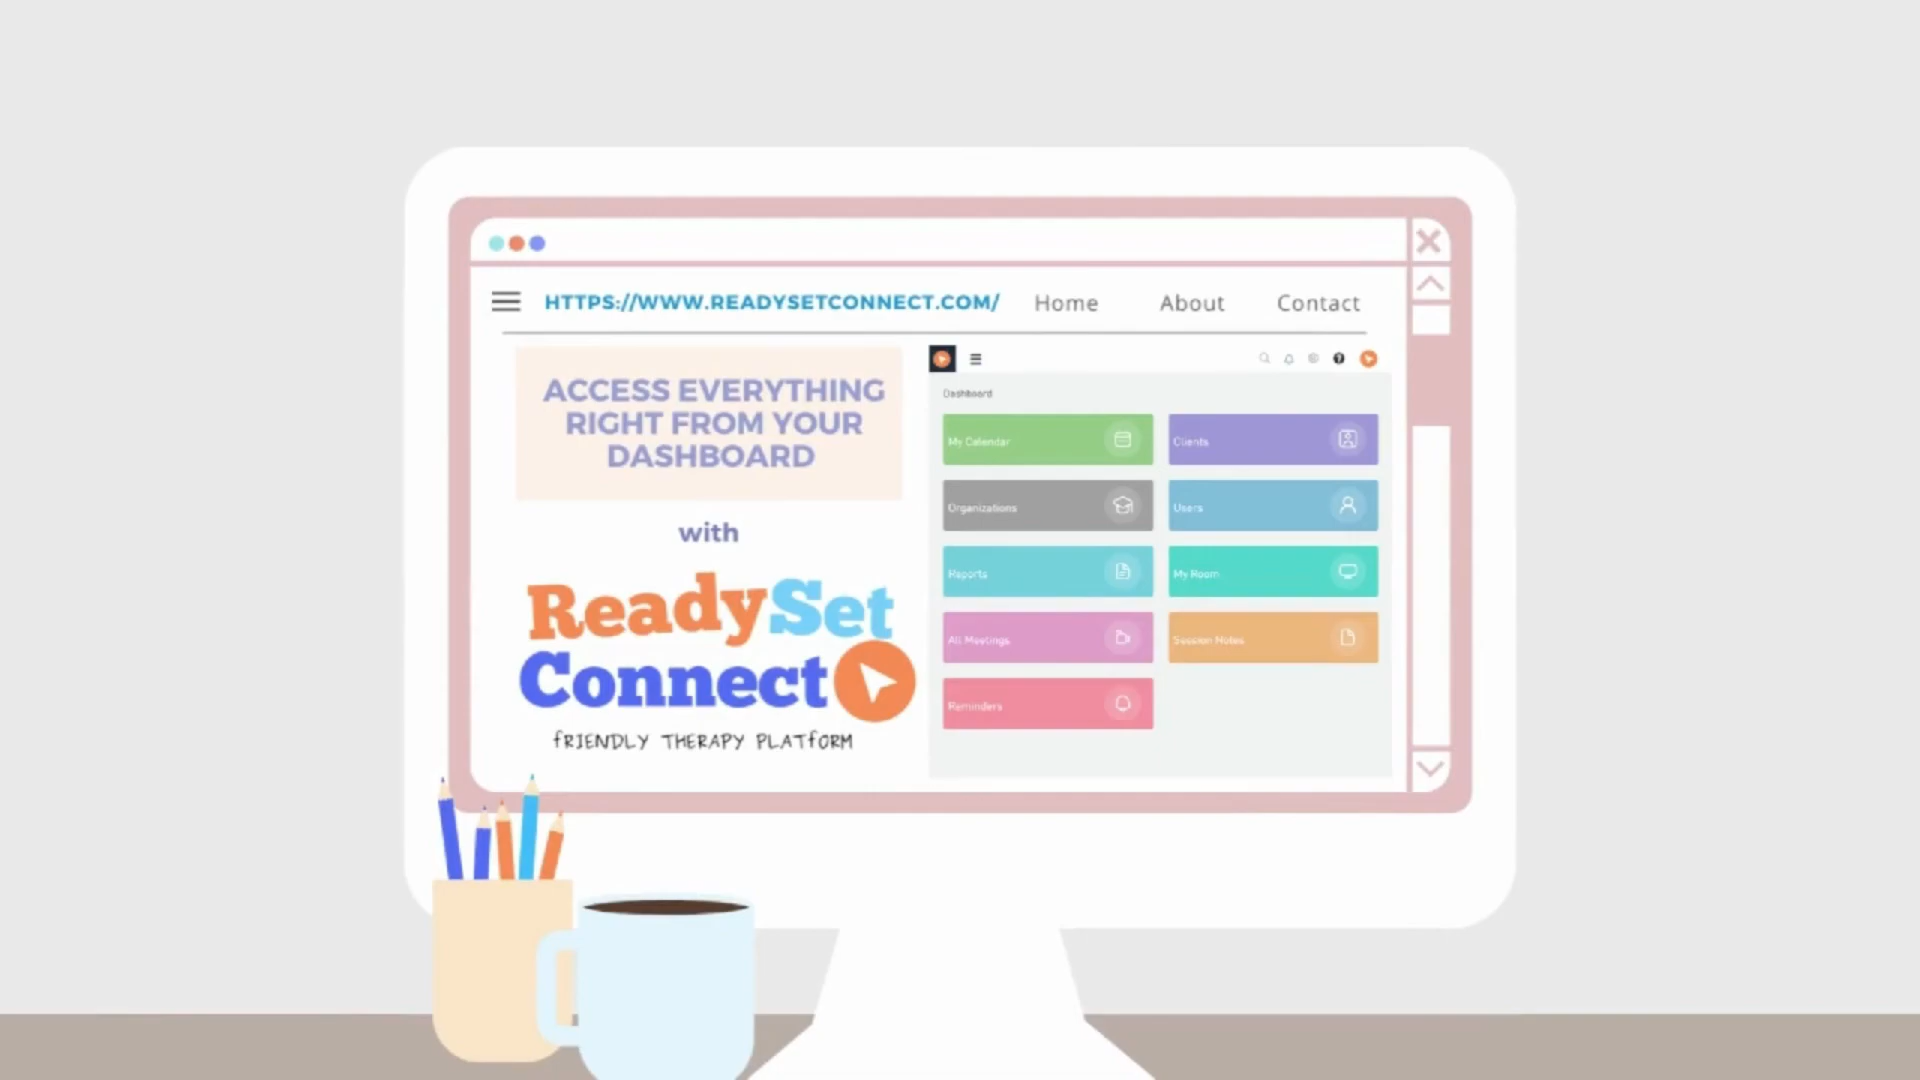 HTTPS://WWW.READYSETCONNECT.COM/ Home About Contact
ACCESS EVERYTHING
RIGHT FROM YOUR
DASHBOARD
with
ReadySet
Connect
fRIENDLY THERAPY PLATfORM
Dashboard
My Calendar
Clients
Organizations
Users
Reports
My Room
All Meetings
Session Notes
Reminders